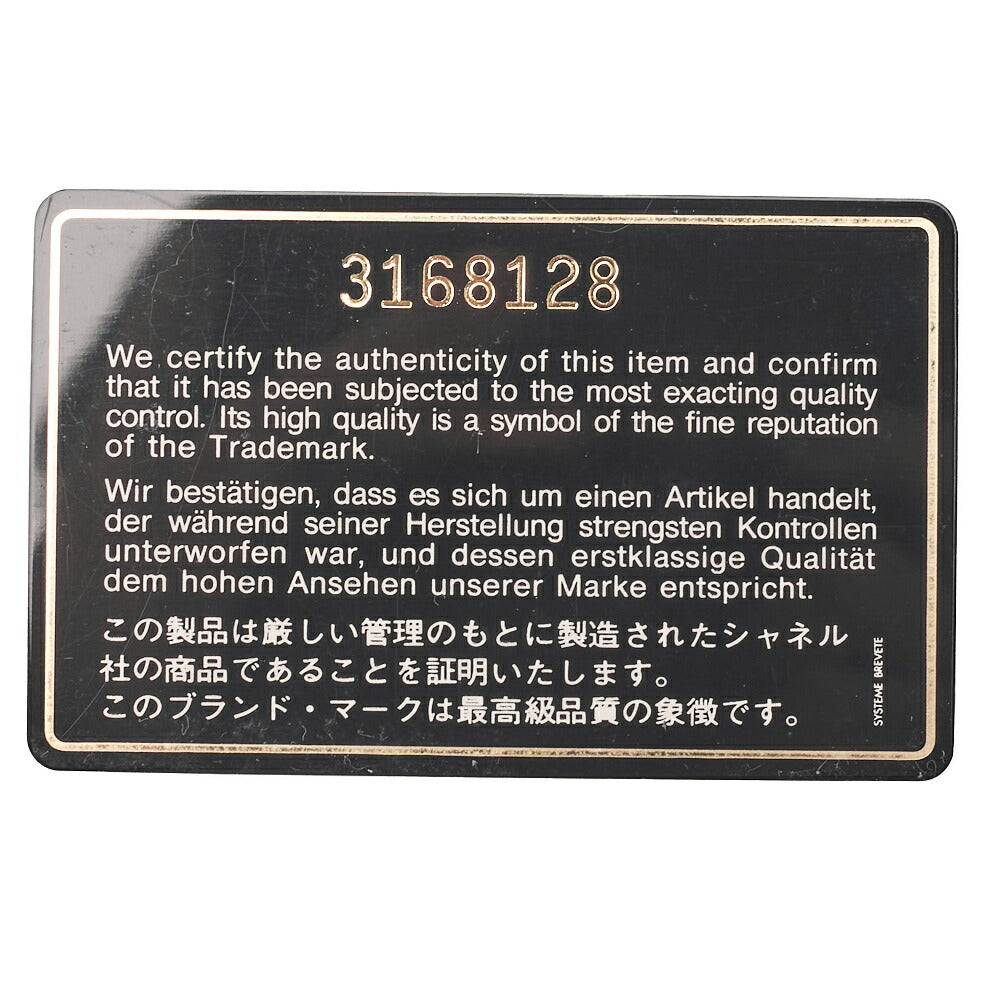 3168128
We certify the authenticity of this item and confirm
that it has been subjected to the most exacting quality
control. Its high quality is a symbol of the fine reputation
of the Trademark.
Wir bestätigen, dass es sich um einen Artikel handelt,
der während seiner Herstellung strengsten Kontrollen
unterworfen war, und dessen erstklassige Qualität
dem hohen Ansehen unserer Marke entspricht.
この製品は厳しい管理のもとに製造されたシャネル
社の商品であることを証明いたします。
このブランド・マークは最高級品質の象徴です。
SYSTEME BREVETE